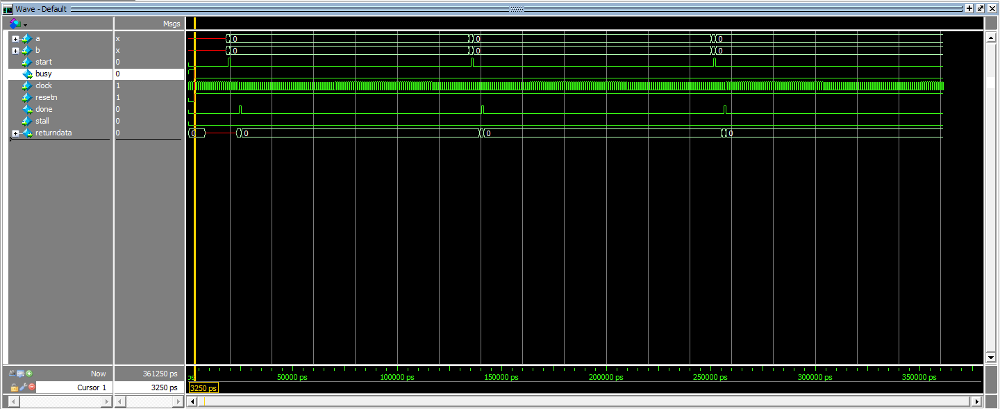 Wave - Default
Msgs
a x 0 0 0
b x 0 0 0
start 0
busy 0
clock 1
resetn 1
done 0
stall 0
returndata 0 0 0 0 0
Now 361250 ps ps 50000 ps 100000 ps 150000 ps 200000 ps 250000 ps 300000 ps 350000 ps
Cursor 1 3250 ps 3250 ps